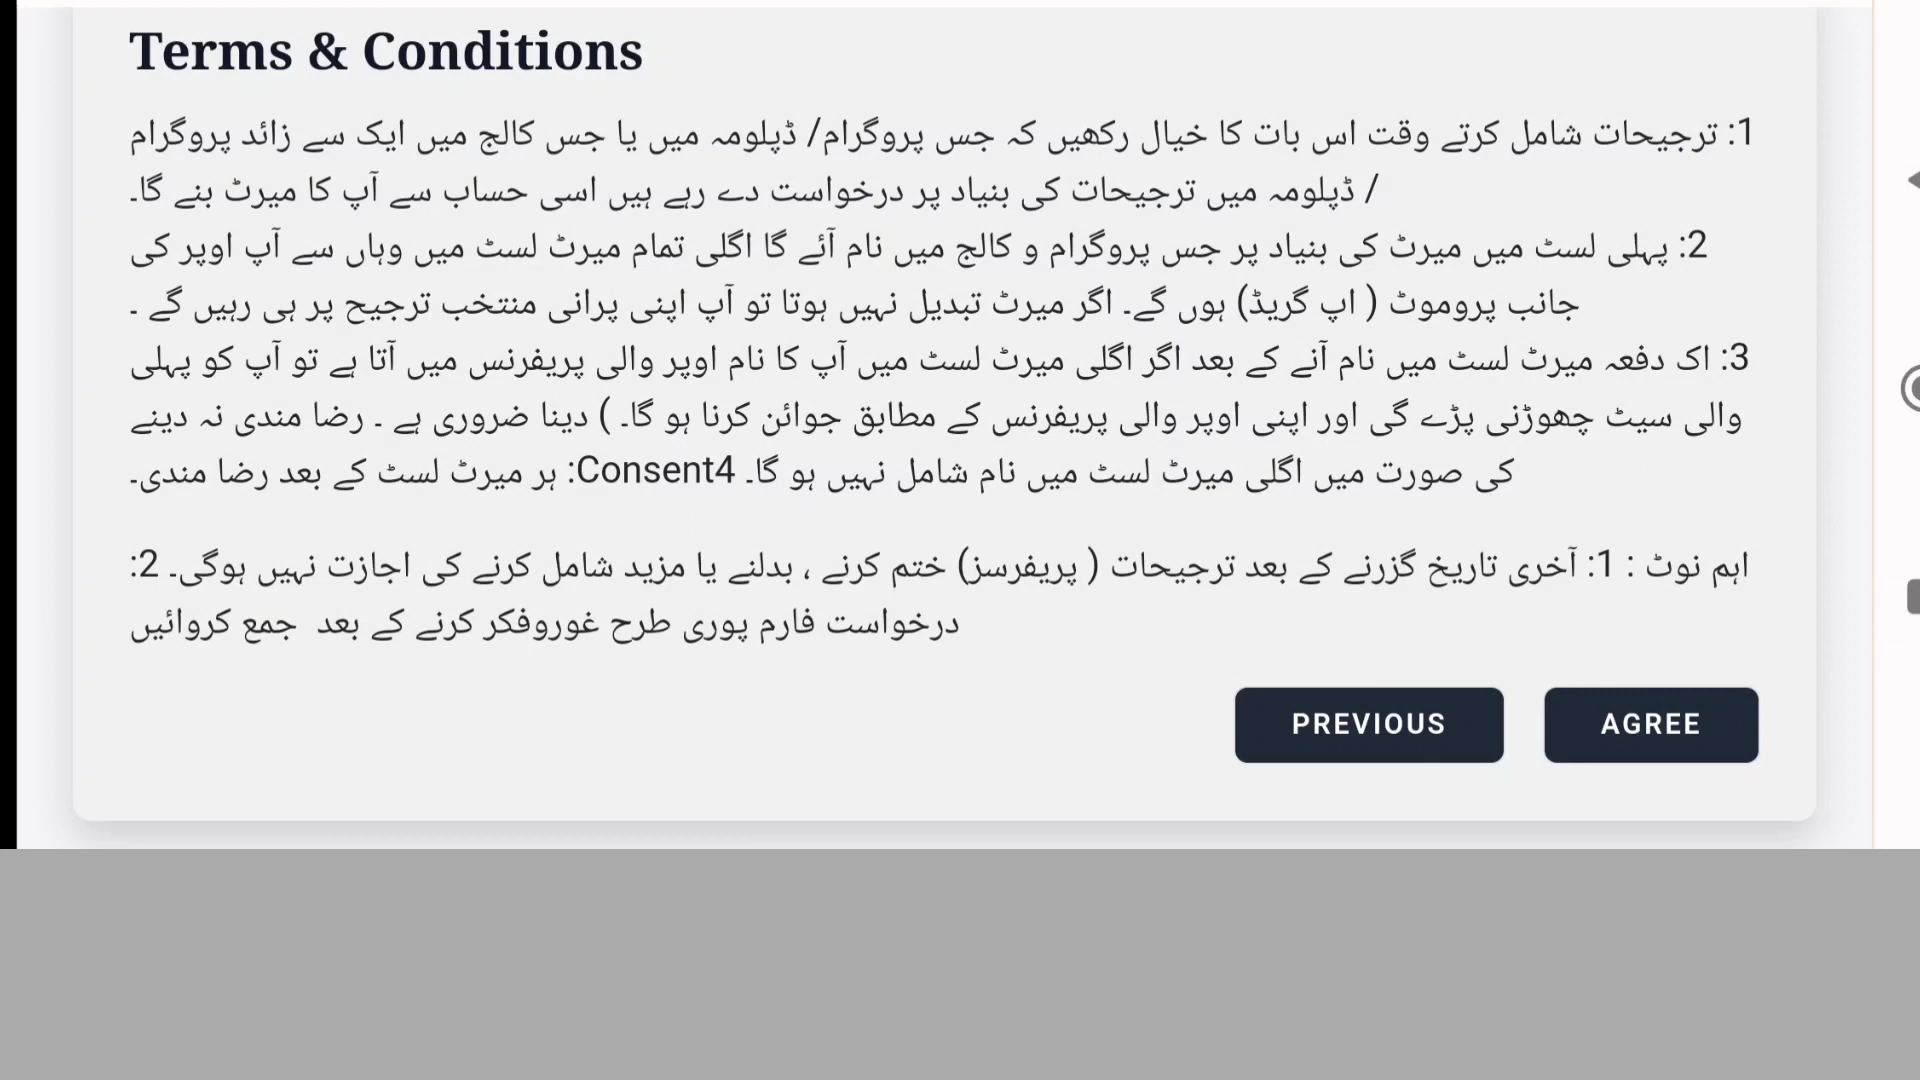 Terms & Conditions
1: ترجیحات شامل کرتے وقت اس بات کا خیال رکھیں کہ جس پروگرام/ ڈپلومہ میں یا جس کالج میں ایک سے زائد پروگرام
/ ڈپلومہ میں ترجیحات کی بنیاد پر درخواست دے رہے ہیں اسی حساب سے آپ کا میرٹ بنے گا۔
2: پہلی لسٹ میں میرٹ کی بنیاد پر جس پروگرام و کالج میں نام آئے گا اگلی تمام میرٹ لسٹ میں وہاں سے آپ اوپر کی
جانب پروموٹ ( اپ گریڈ) ہوں گے۔ اگر میرٹ تبدیل نہیں ہوتا تو آپ اپنی پرانی منتخب ترجیح پر ہی رہیں گے ۔
3: اک دفعہ میرٹ لسٹ میں نام آنے کے بعد اگر اگلی میرٹ لسٹ میں آپ کا نام اوپر والی پریفرنس میں آتا ہے تو آپ کو پہلی
والی سیٹ چھوڑنی پڑے گی اور اپنی اوپر والی پریفرنس کے مطابق جوائن کرنا ہو گا۔ ) دینا ضروری ہے ۔ رضا مندی نہ دینے
کی صورت میں اگلی میرٹ لسٹ میں نام شامل نہیں ہو گا۔ Consent4: ہر میرٹ لسٹ کے بعد رضا مندی۔
اہم نوٹ : 1: آخری تاریخ گزرنے کے بعد ترجیحات ( پریفرسز) ختم کرنے ، بدلنے یا مزید شامل کرنے کی اجازت نہیں ہوگی۔ 2:
درخواست فارم پوری طرح غوروفکر کرنے کے بعد جمع کروائیں
PREVIOUS
AGREE